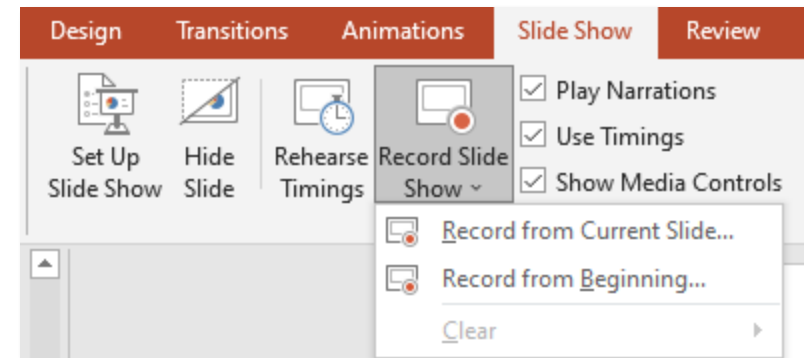 Design Transitions Animations Slide Show Review
Set Up
Slide Show
Hide
Slide
Rehearse
Timings
Record Slide
Show
Play Narrations
Use Timings
Show Media Controls
Record from Current Slide...
Record from Beginning...
Clear